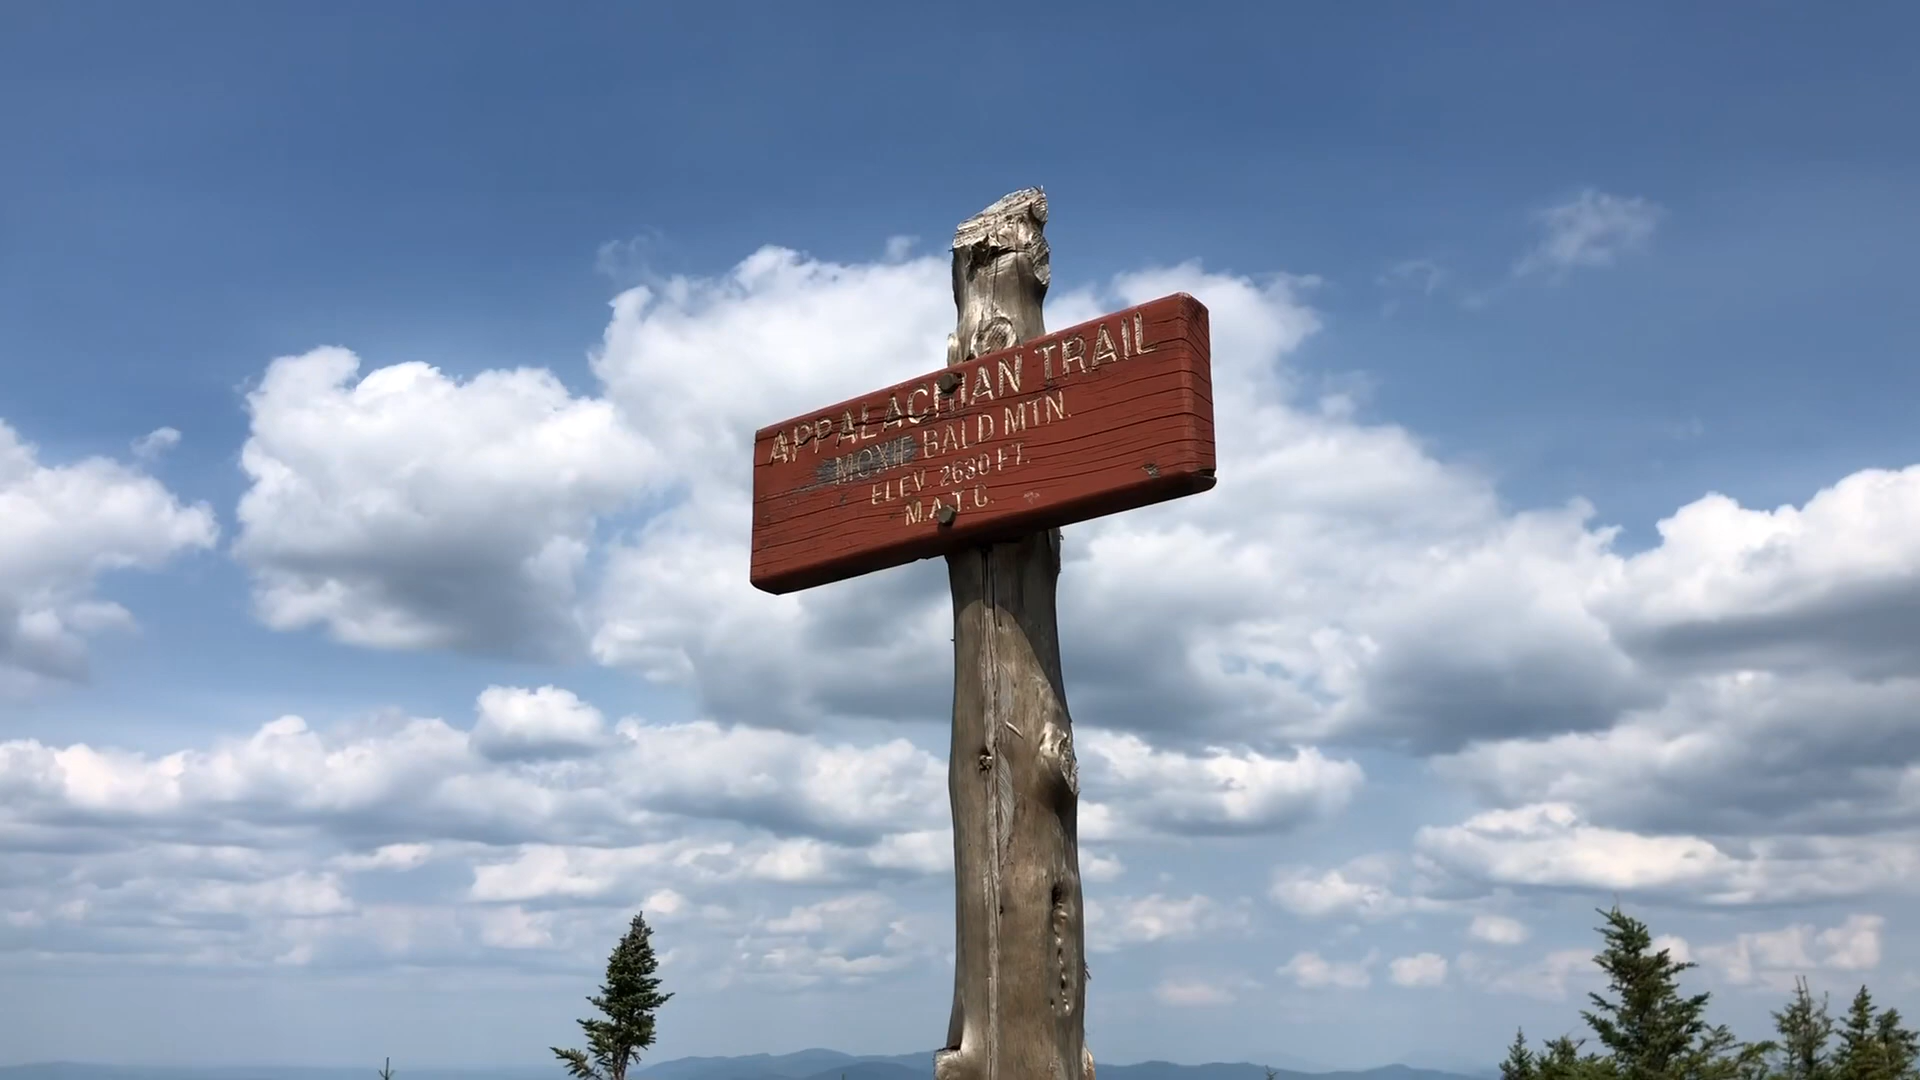 APPALACHIAN TRAIL
MOXIE BALD MTN.
ELEV. 2630 FT.
M.A.T.C.